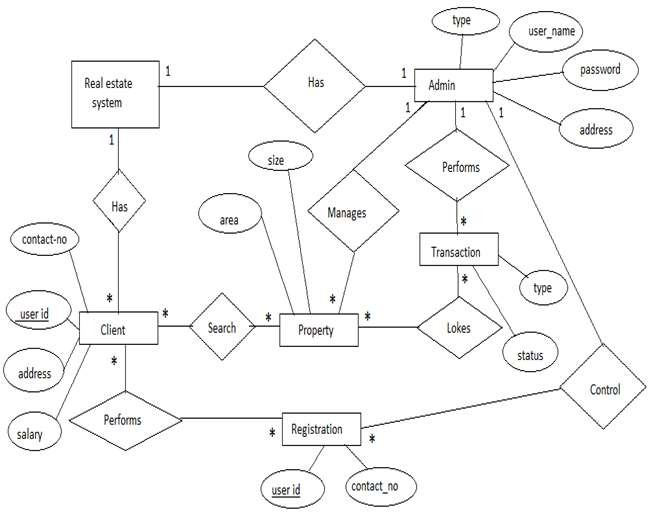 type
user_name
Real estate
system
1
Has
1
Admin
password
1
1
1
address
1
size
Performs
Has
area
Manages
contact-no
*
Transaction
*
*
*
type
user id
*
Search
*
Property
*
Lokes
Client
status
address
*
Control
salary
Performs
*
Registration
*
user id
contact_no